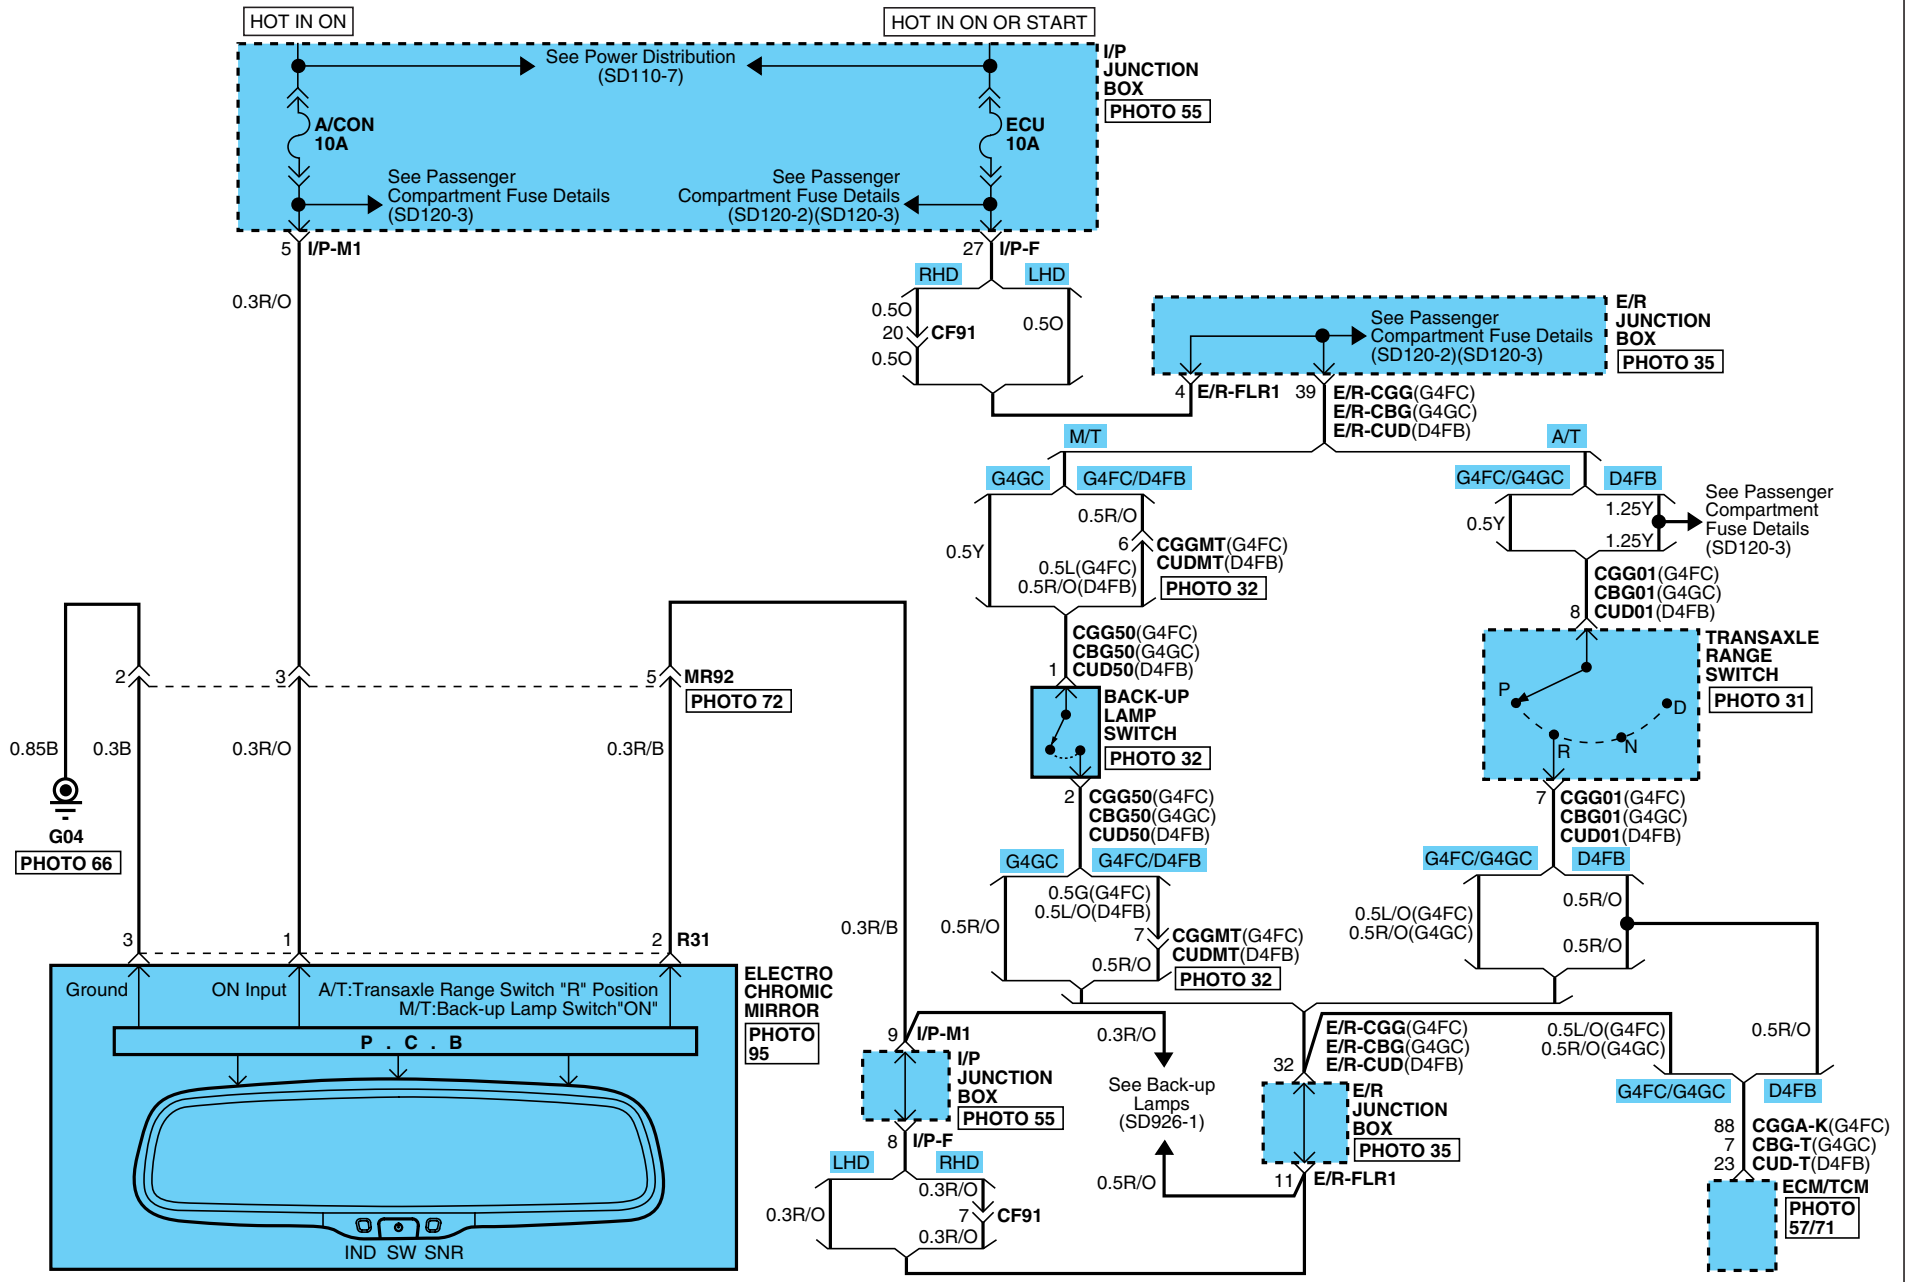 HOT IN ON
HOT IN ON OR START
See Power Distribution
(SD110-7)
I/P
JUNCTION
BOX
PHOTO 55
A/CON
10A
ECU
10A
See Passenger
Compartment Fuse Details
(SD120-3)
See Passenger
Compartment Fuse Details
(SD120-2)(SD120-3)
5 I/P-M1
27 I/P-F
RHD
LHD
0.3R/O
0.5O
20 CF91
0.5O
0.5O
See Passenger
Compartment Fuse Details
(SD120-2)(SD120-3)
E/R
JUNCTION
BOX
PHOTO 35
4 E/R-FLR1
39 E/R-CGG(G4FC)
E/R-CBG(G4GC)
E/R-CUD(D4FB)
M/T
A/T
G4GC
G4FC/D4FB
G4FC/G4GC
D4FB
0.5Y
0.5R/O
6 CGGMT(G4FC)
CUDMT(D4FB)
PHOTO 32
0.5L(G4FC)
0.5R/O(D4FB)
0.5Y
1.25Y
1.25Y
See Passenger
Compartment
Fuse Details
(SD120-3)
CGG50(G4FC)
CBG50(G4GC)
1 CUD50(D4FB)
CGG01(G4FC)
CBG01(G4GC)
8 CUD01(D4FB)
BACK-UP
LAMP
SWITCH
PHOTO 32
TRANSAXLE
RANGE
SWITCH
PHOTO 31
P
R
N
D
2
3
5 MR92
PHOTO 72
0.85B
0.3B
0.3R/O
0.3R/B
G04
PHOTO 66
2 CGG50(G4FC)
CBG50(G4GC)
CUD50(D4FB)
7 CGG01(G4FC)
CBG01(G4GC)
CUD01(D4FB)
G4GC
G4FC/D4FB
G4FC/G4GC
D4FB
0.3R/B
0.5R/O
0.5G(G4FC)
0.5L/O(D4FB)
7 CGGMT(G4FC)
CUDMT(D4FB)
PHOTO 32
0.5R/O
0.5L/O(G4FC)
0.5R/O(G4GC)
0.5R/O
0.5R/O
3
1
2 R31
Ground
ON Input
A/T:Transaxle Range Switch "R" Position
M/T:Back-up Lamp Switch"ON"
P . C . B
ELECTRO
CHROMIC
MIRROR
PHOTO
95
IND SW SNR
9 I/P-M1
I/P
JUNCTION
BOX
PHOTO 55
8 I/P-F
LHD
RHD
0.3R/O
0.3R/O
7 CF91
0.3R/O
0.3R/O
See Back-up
Lamps
(SD926-1)
0.5R/O
E/R-CGG(G4FC)
E/R-CBG(G4GC)
32 E/R-CUD(D4FB)
E/R
JUNCTION
BOX
PHOTO 35
11 E/R-FLR1
0.5L/O(G4FC)
0.5R/O(G4GC)
0.5R/O
G4FC/G4GC
D4FB
88 CGGA-K(G4FC)
7 CBG-T(G4GC)
23 CUD-T(D4FB)
ECM/TCM
PHOTO
57/71